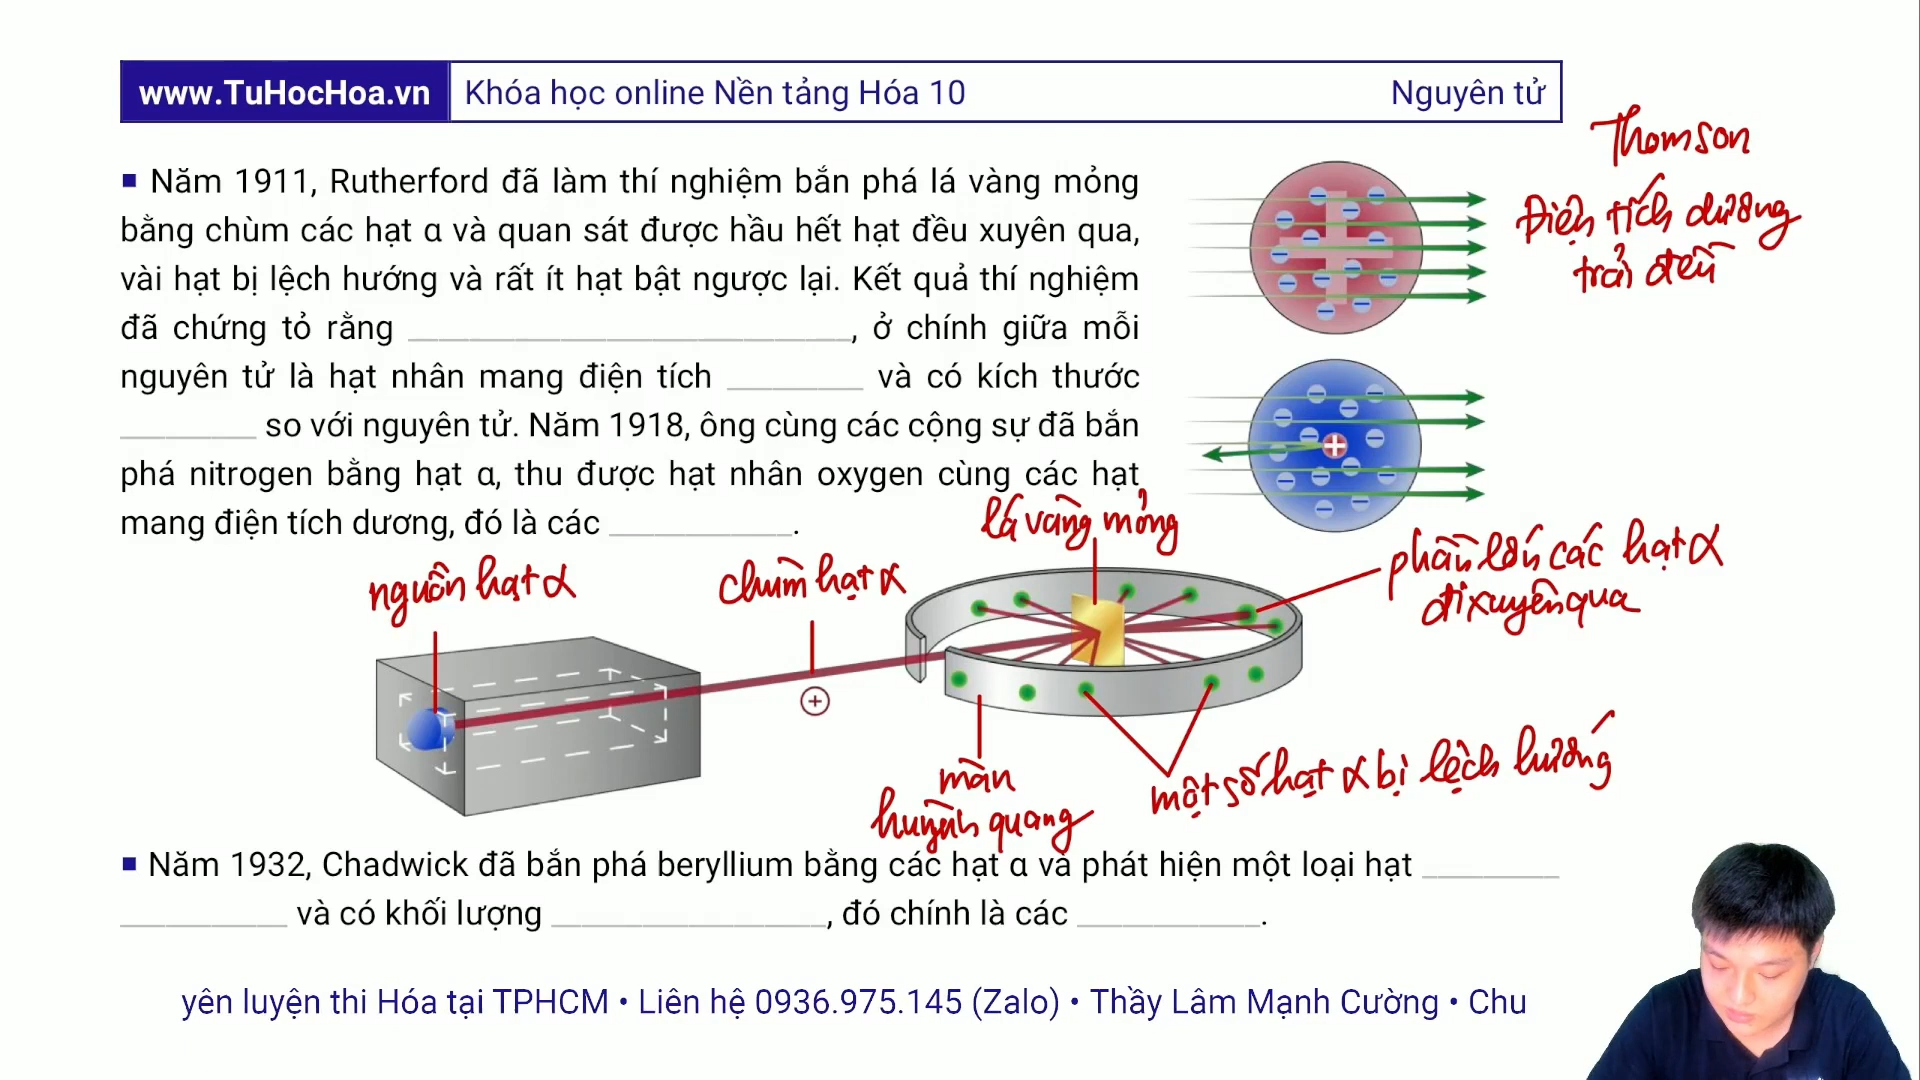 www.TuHocHoa.vn Khóa học online Nền tảng Hóa 10 Nguyên tử
▪ Năm 1911, Rutherford đã làm thí nghiệm bắn phá lá vàng mỏng
bằng chùm các hạt α và quan sát được hầu hết hạt đều xuyên qua,
vài hạt bị lệch hướng và rất ít hạt bật ngược lại. Kết quả thí nghiệm
đã chứng tỏ rằng _____________________________, ở chính giữa mỗi
nguyên tử là hạt nhân mang điện tích _________ và có kích thước
_________ so với nguyên tử. Năm 1918, ông cùng các cộng sự đã bắn
phá nitrogen bằng hạt α, thu được hạt nhân oxygen cùng các hạt
mang điện tích dương, đó là các ____________.
Thomson
Điện tích dương
trải đều
lá vàng mỏng
nguồn hạt α
chùm hạt α
phần lớn các hạt α
đi xuyên qua
màn
huỳnh quang
một số hạt α bị lệch hướng
▪ Năm 1932, Chadwick đã bắn phá beryllium bằng các hạt α và phát hiện một loại hạt _________
___________ và có khối lượng __________________, đó chính là các ____________.
yên luyện thi Hóa tại TPHCM • Liên hệ 0936.975.145 (Zalo) • Thầy Lâm Mạnh Cường • Chu